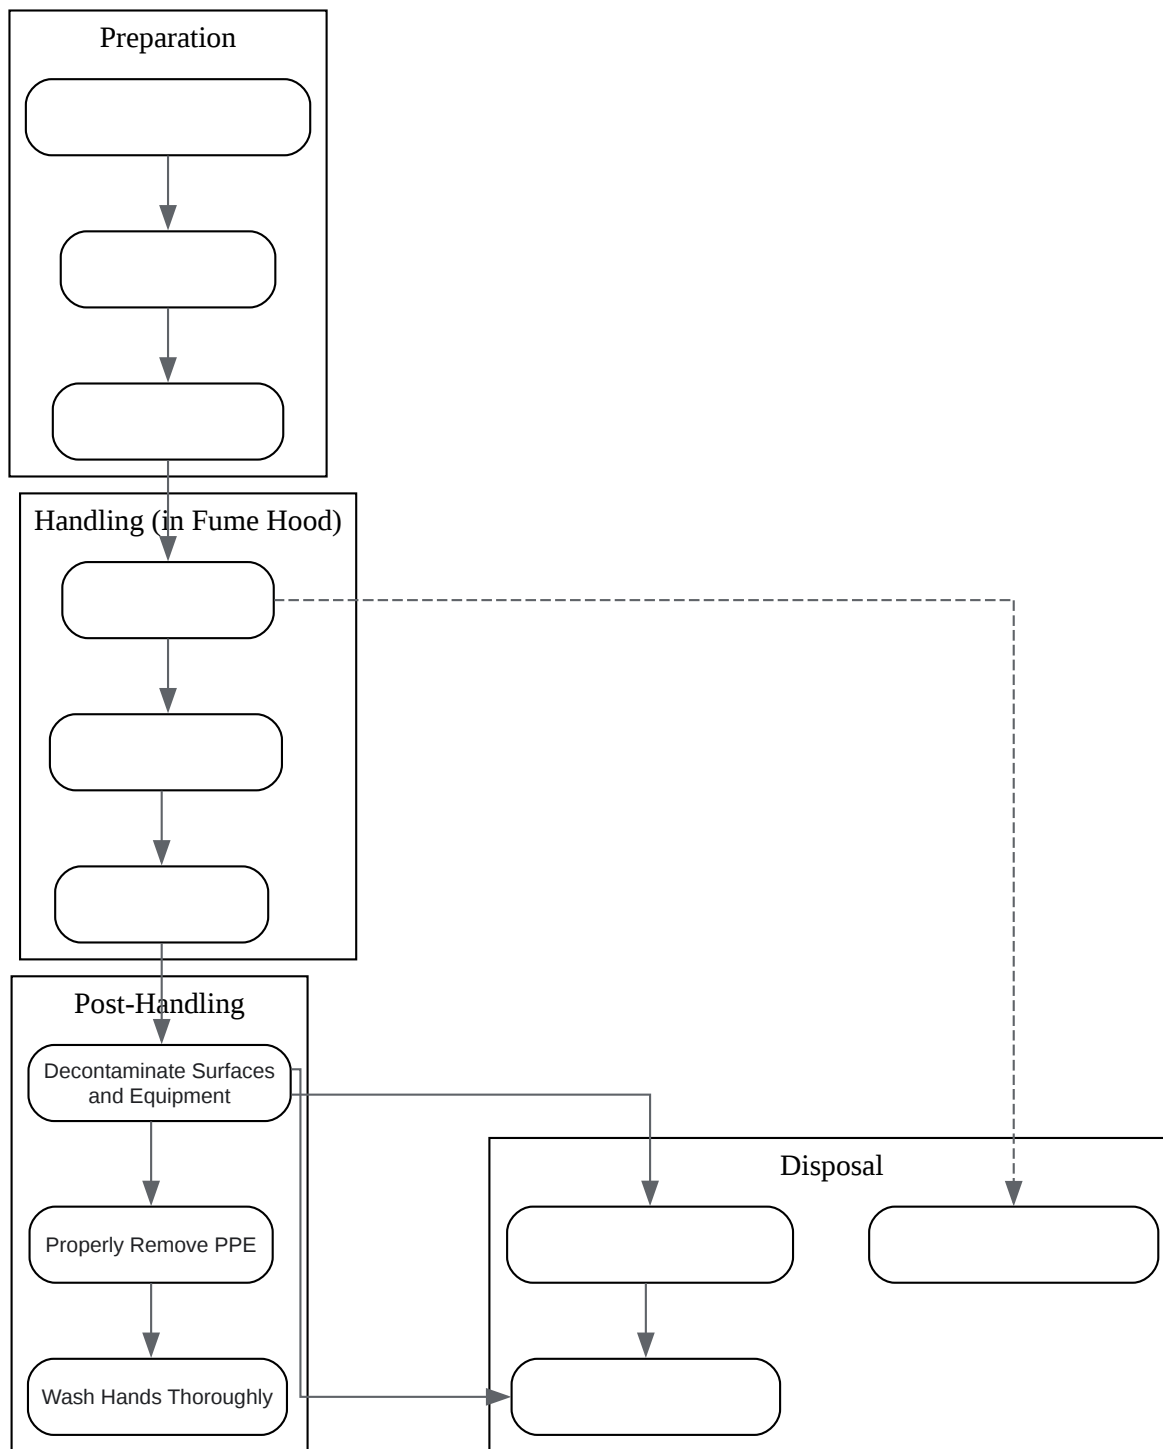 Preparation
Handling (in Fume Hood)
Post-Handling
Decontaminate Surfaces
and Equipment
Disposal
Properly Remove PPE
Wash Hands Thoroughly